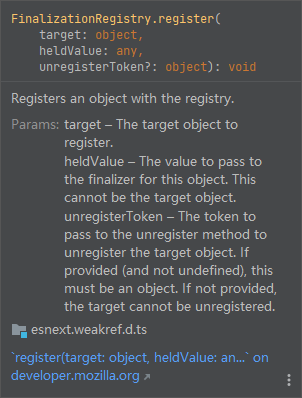 FinalizationRegistry.register(
target: object,
heldValue: any,
unregisterToken?: object): void
Registers an object with the registry.
Params: target – The target object to
register.
heldValue – The value to pass to
the finalizer for this object. This
cannot be the target object.
unregisterToken – The token to
pass to the unregister method to
unregister the target object. If
provided (and not undefined), this
must be an object. If not provided,
the target cannot be unregistered.
esnext.weakref.d.ts
`register(target: object, heldValue: an...` on
developer.mozilla.org